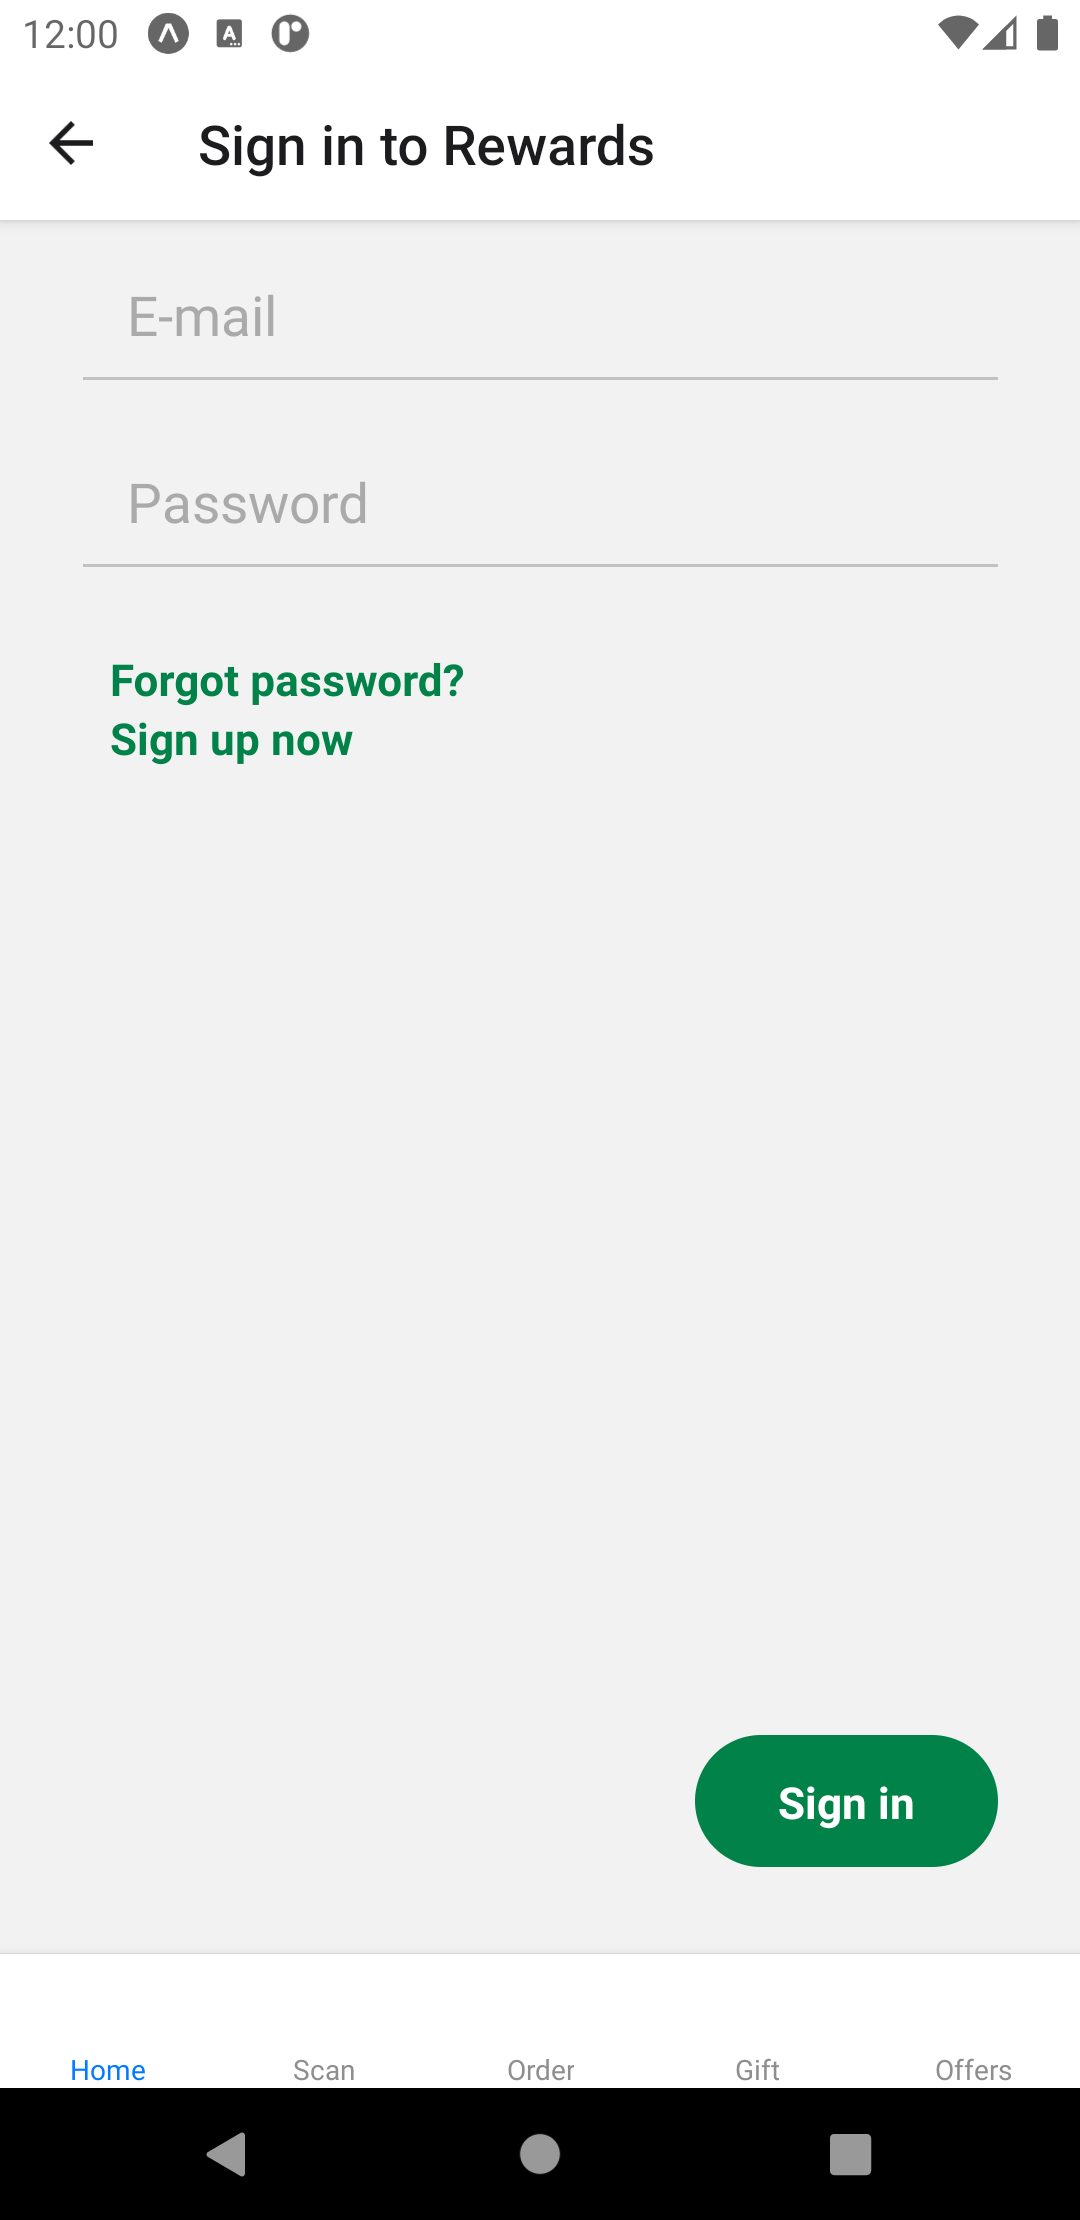 12:00
Sign in to Rewards
E-mail
Password
Forgot password?
Sign up now
Sign in
Home Scan Order Gift Offers